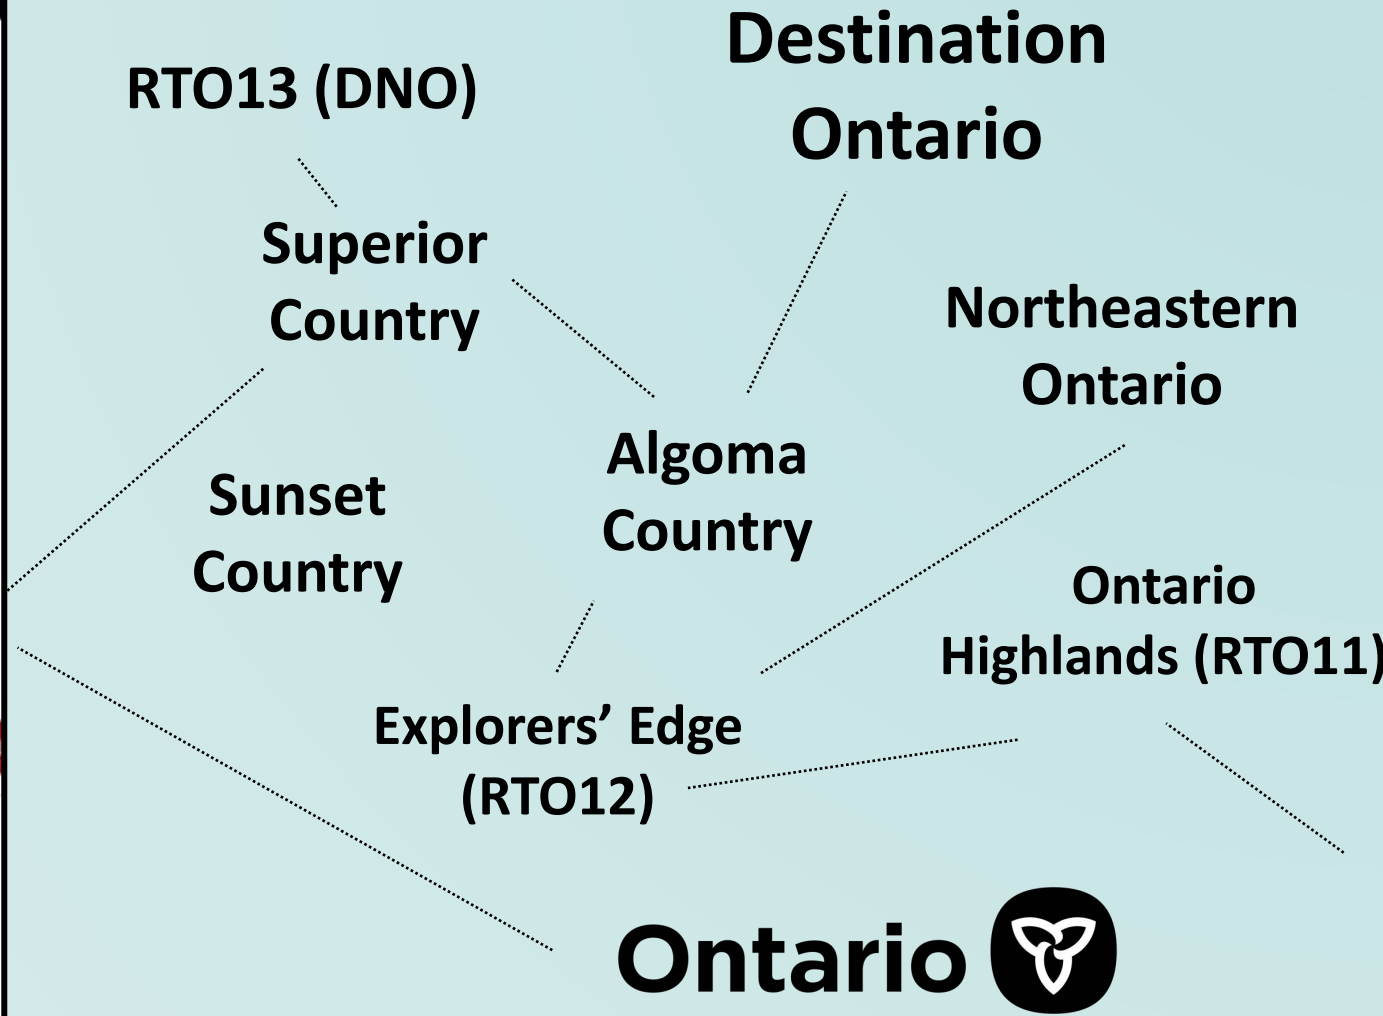 Destination
Ontario
RTO13 (DNO)
Superior
Country
Northeastern
Ontario
Algoma
Country
Sunset
Country
Ontario
Highlands (RTO11)
Explorers’ Edge
(RTO12)
Ontario